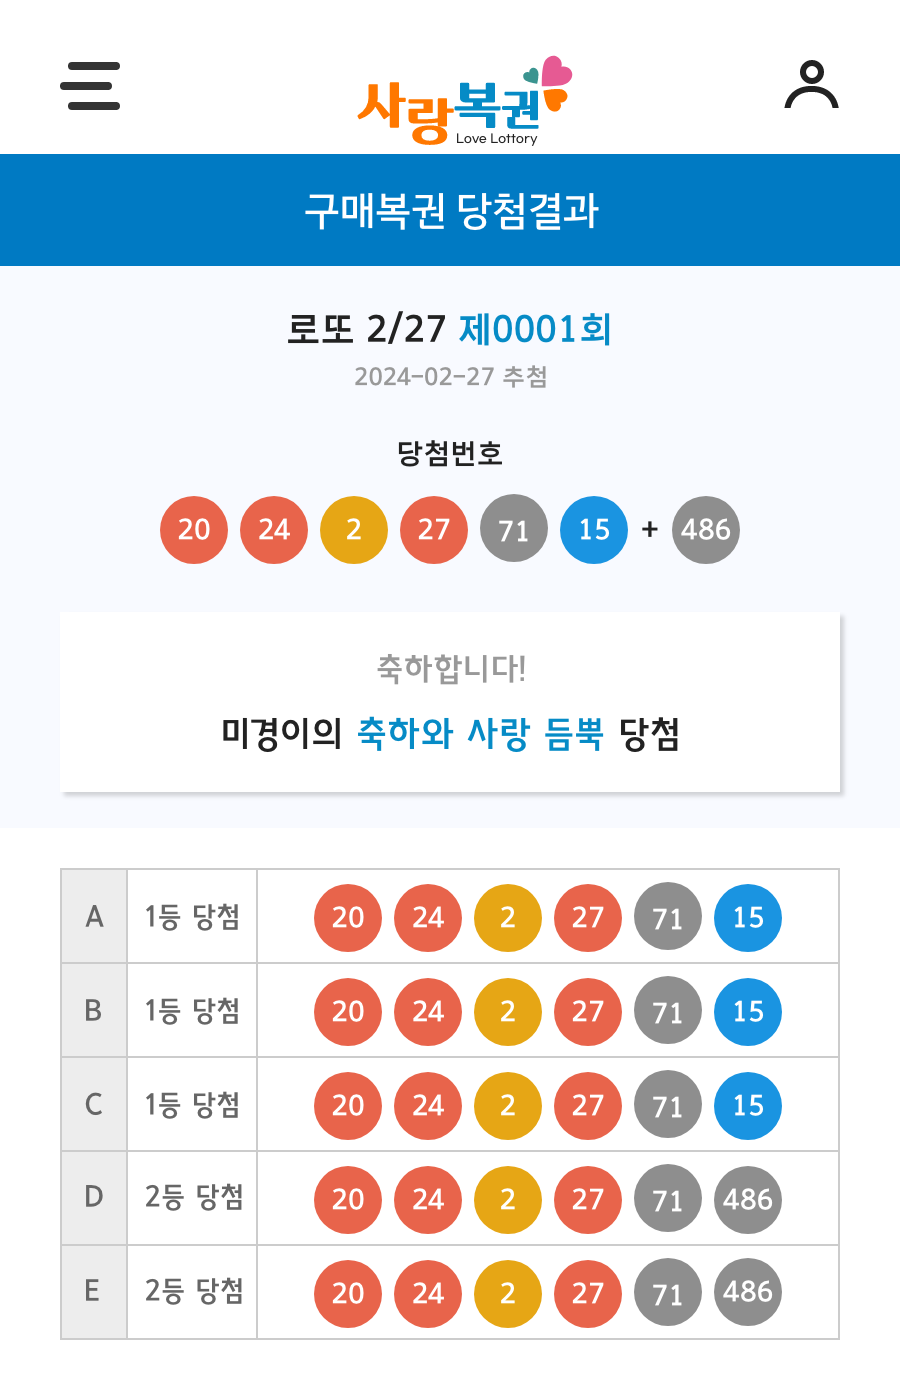 사랑복권
Love Lottory
구매복권 당첨결과
로또 2/27 제0001회
2024-02-27 추첨
당첨번호
20 24 2 27 71 15 + 486
축하합니다!
미경이의 축하와 사랑 듬뿍 당첨
A 1등 당첨 20 24 2 27 71 15
B 1등 당첨 20 24 2 27 71 15
C 1등 당첨 20 24 2 27 71 15
D 2등 당첨 20 24 2 27 71 486
E 2등 당첨 20 24 2 27 71 486